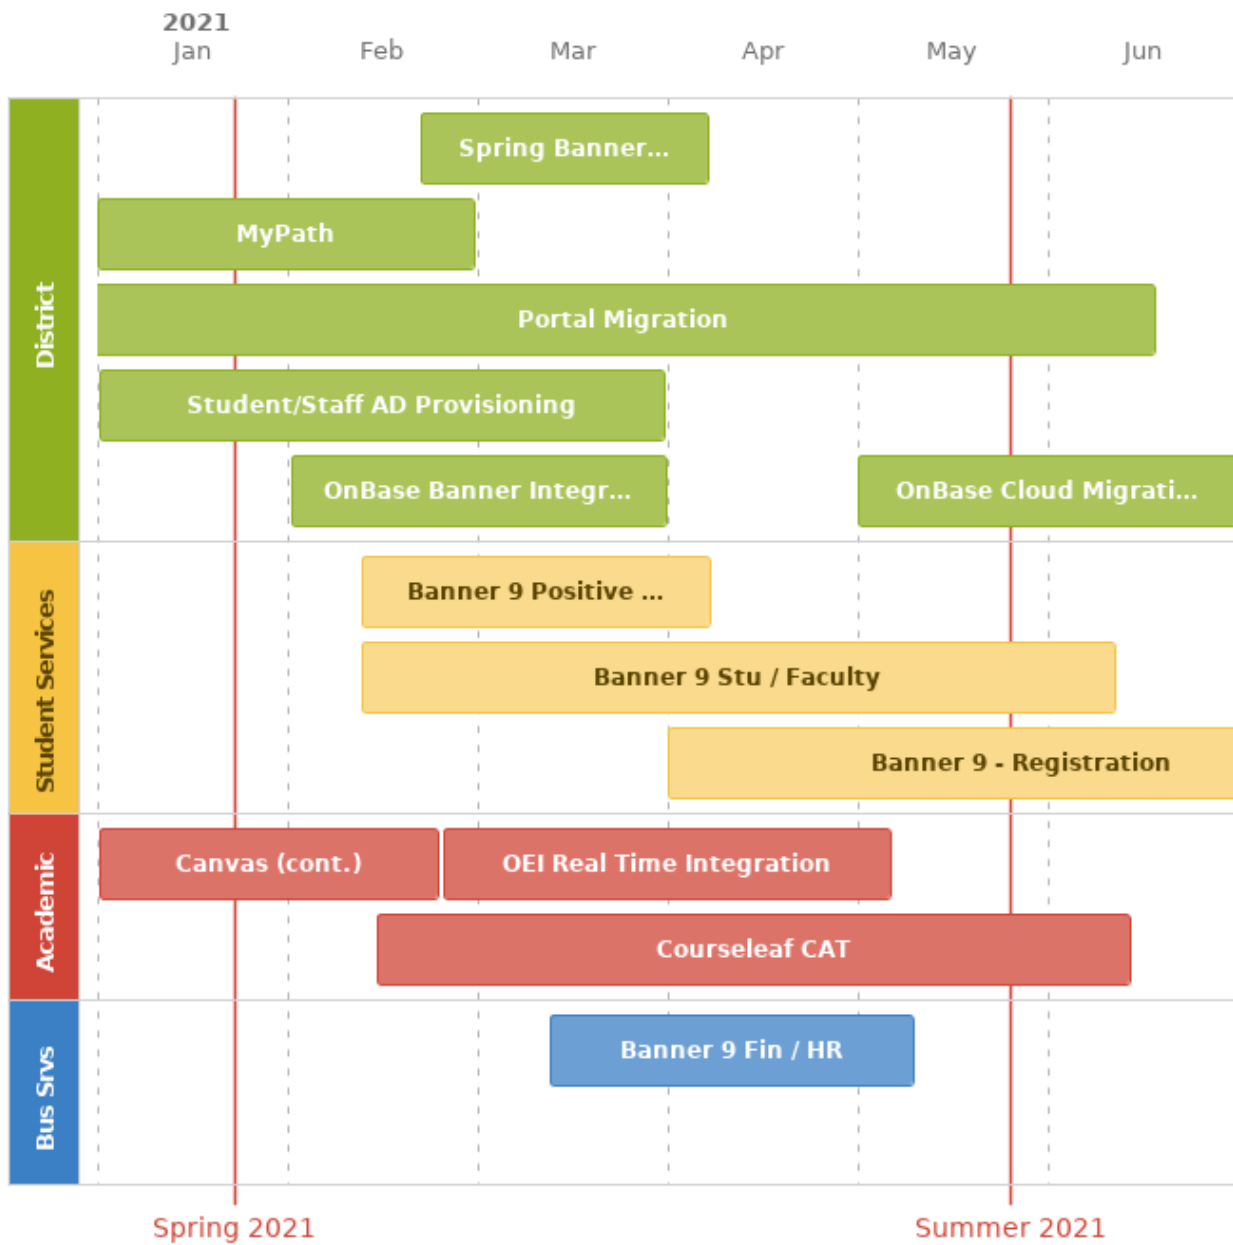 2021
Jan Feb Mar Apr May Jun
District
Spring Banner...
MyPath
Portal Migration
Student/Staff AD Provisioning
OnBase Banner Integr... OnBase Cloud Migrati...
Student Services
Banner 9 Positive ...
Banner 9 Stu / Faculty
Banner 9 - Registration
Academic
Canvas (cont.) OEI Real Time Integration
Courseleaf CAT
Bus Srvs
Banner 9 Fin / HR
Spring 2021 Summer 2021